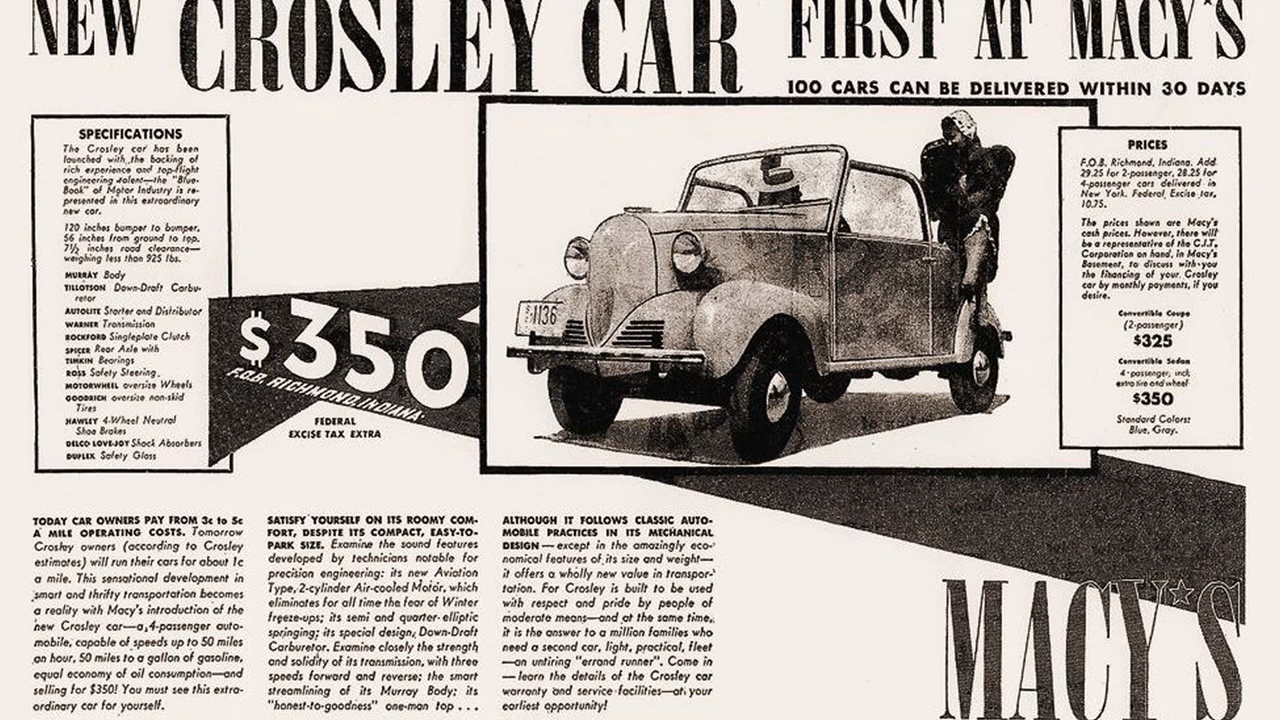 NEW CROSLEY CAR FIRST AT MACY*S
100 CARS CAN BE DELIVERED WITHIN 30 DAYS
SPECIFICATIONS
The Crosley car has been
launched with the backing of
rich experience and top-flight
engineering talent—the "Blue-
Book" of Motor Industry is re-
presented in this extraordinary
new car.
120 inches bumper to bumper,
56 inches from ground to top,
7½ inches road clearance—
weighing less than 925 lbs.
MURRAY Body
TILLOTSON Down-Draft Carbu-
retor
AUTOLITE Starter and Distributor
WARNER Transmission
ROCKFORD Singleplate Clutch
SPICER Rear Axle with
TIMKIN Bearings
ROSS Safety Steering
MOTORWHEEL oversize Wheels
GOODRICH oversize non-skid
Tires
HAWLEY 4-Wheel Neutral
Shoe Brakes
DELCO LOVEJOY Shock Absorbers
DUPLEX Safety Glass
$350
F.O.B. RICHMOND, INDIANA
FEDERAL
EXCISE TAX EXTRA
1136
PRICES
F.O.B. Richmond, Indiana. Add
29.25 for 2-passenger, 28.25 for
4-passenger cars delivered in
New York. Federal Excise tax,
10.75.
The prices shown are Macy's
cash prices. However, there will
be a representative of the C.I.T.
Corporation on hand, in Macy's
Basement, to discuss with you
the financing of your Crosley
car by monthly payments, if you
desire.
Convertible Coupe
(2-passenger)
$325
Convertible Sedan
4-passenger, incl.
extra tire and wheel
$350
Standard Colors:
Blue, Gray.
TODAY CAR OWNERS PAY FROM 3c to 5c
A MILE OPERATING COSTS. Tomorrow
Crosley owners (according to Crosley
estimates) will run their cars for about 1c
a mile. This sensational development in
smart and thrifty transportation becomes
a reality with Macy's introduction of the
new Crosley car—a 4-passenger auto-
mobile, capable of speeds up to 50 miles
an hour, 50 miles to a gallon of gasoline,
equal economy of oil consumption—and
selling for $350! You must see this extra-
ordinary car for yourself.
SATISFY YOURSELF ON ITS ROOMY COM-
FORT, DESPITE ITS COMPACT, EASY-TO-
PARK SIZE. Examine the sound features
developed by technicians notable for
precision engineering: its new Aviation
Type, 2-cylinder Air-cooled Motor, which
eliminates for all time the fear of Winter
freeze-ups; its semi and quarter-elliptic
springing; its special design, Down-Draft
Carburetor. Examine closely the strength
and solidity of its transmission, with three
speeds forward and reverse; the smart
streamlining of its Murray Body; its
"honest-to-goodness" one-man top . . .
ALTHOUGH IT FOLLOWS CLASSIC AUTO-
MOBILE PRACTICES IN ITS MECHANICAL
DESIGN—except in the amazingly eco-
nomical features of its size and weight—
it offers a wholly new value in transpor-
tation. For Crosley is built to be used
with respect and pride by people of
moderate means—and at the same time,
it is the answer to a million families who
need a second car, light, practical, fleet
—an untiring "errand runner". Come in
—learn the details of the Crosley car
warranty and service facilities—at your
earliest opportunity!
MACY*S